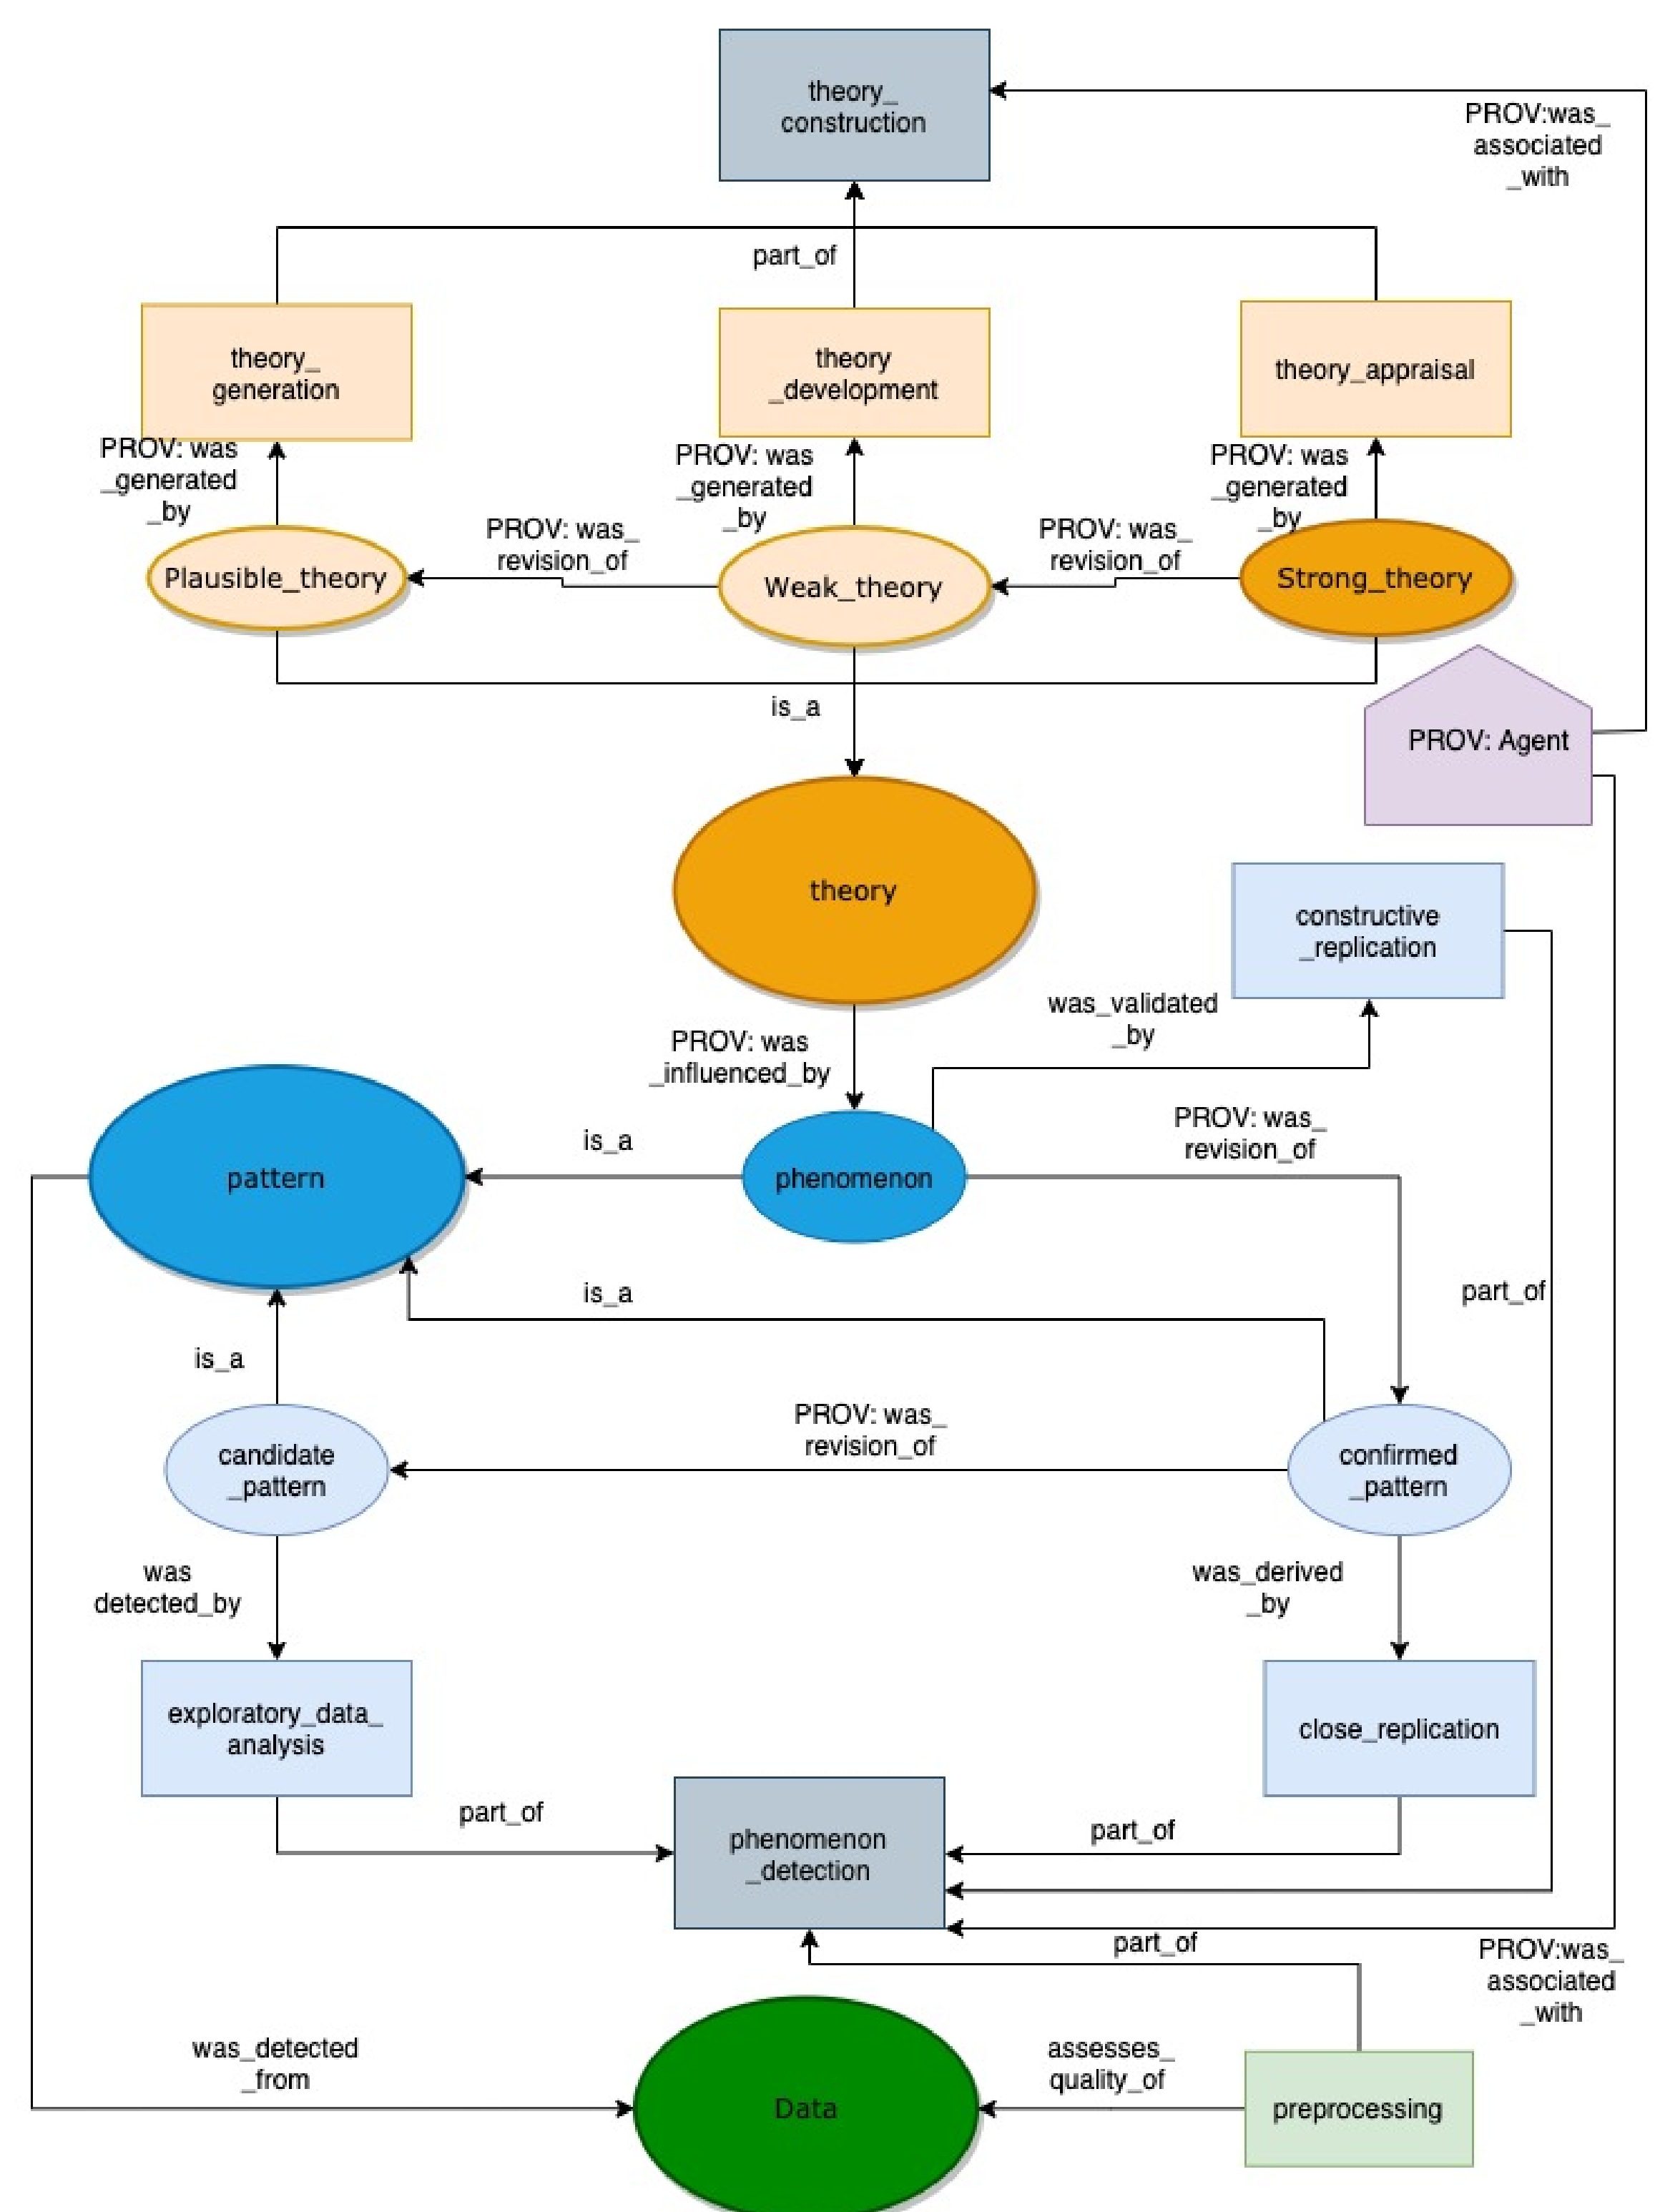 theory_
construction
PROV:was_
associated
_with
part_of
theory_
generation
theory
_development
theory_appraisal
PROV: was
_generated
_by
PROV: was
_generated
_by
PROV: was
_generated
_by
PROV: was_
revision_of
PROV: was_
revision_of
Plausible_theory
Weak_theory
Strong_theory
is_a
PROV: Agent
theory
constructive
_replication
was_validated
_by
PROV: was
_influenced_by
PROV: was_
revision_of
is_a
pattern
phenomenon
is_a
part_of
is_a
PROV: was_
revision_of
candidate
_pattern
confirmed
_pattern
was
detected_by
was_derived
_by
exploratory_data_
analysis
close_replication
part_of
part_of
phenomenon
_detection
part_of
PROV:was_
associated
_with
was_detected
_from
assesses_
quality_of
Data
preprocessing